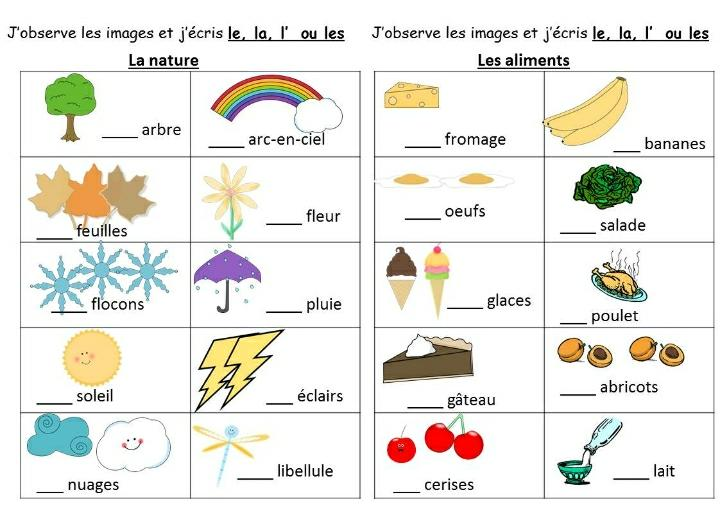 J’observe les images et j’écris le, la, l’ ou les
La nature
____ arbre
____ arc-en-ciel
____ feuilles
____ fleur
____ flocons
____ pluie
____ soleil
___ éclairs
___ nuages
____ libellule
J’observe les images et j’écris le, la, l’ ou les
Les aliments
____ fromage
___ bananes
____ oeufs
____ salade
____ glaces
___ poulet
____ gâteau
____ abricots
___ cerises
____ lait